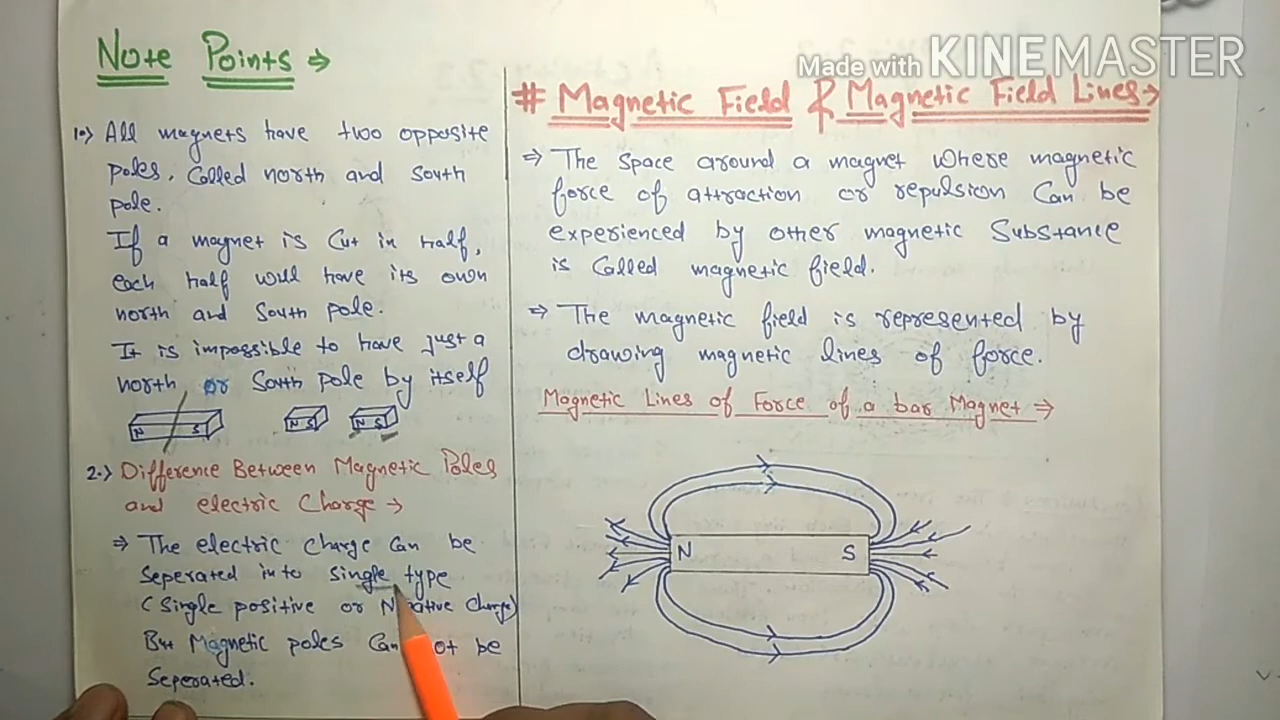 Note Points ⇒
1.) All magnets have two opposite
poles, Called north and south
pole.
If a magnet is cut in half,
each half will have its own
north and south pole.
It is impossible to have just a
north or South pole by itself
N S
N S
N S
2.) Difference Between Magnetic Poles
and electric Charge →
⇒ The electric charge can be
seperated in to single type
(Single positive or Negative charge)
But Magnetic poles Can not be
Seperated.
Made with KINEMASTER
# Magnetic Field & Magnetic Field Lines →
⇒ The Space around a magnet where magnetic
force of attraction or repulsion Can be
experienced by other magnetic Substance
is Called magnetic field.
⇒ The magnetic field is represented by
drawing magnetic lines of force.
Magnetic Lines of Force of a bar Magnet ⇒
N S